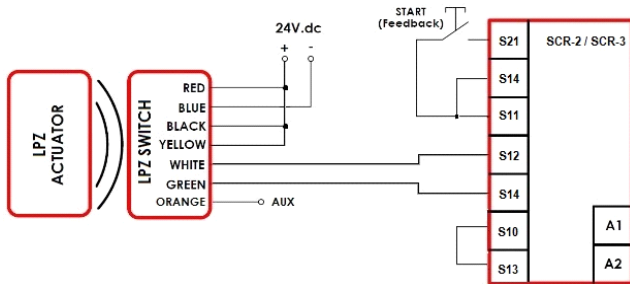 START
(Feedback)
24V.dc
+ -
LPZ
ACTUATOR
LPZ SWITCH
RED
BLUE
BLACK
YELLOW
WHITE
GREEN
ORANGE
AUX
SCR-2 / SCR-3
S21
S14
S11
S12
S14
S10
S13
A1
A2